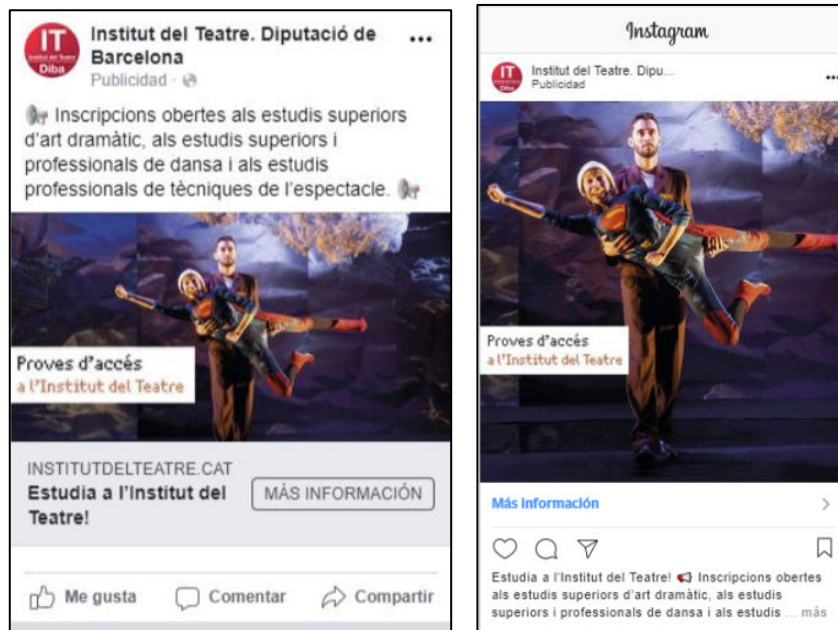 IT
Diba
Institut del Teatre. Diputació de
Barcelona
Publicidad ·
Inscripcions obertes als estudis superiors
d'art dramàtic, als estudis superiors i
professionals de dansa i als estudis
professionals de tècniques de l'espectacle.
Proves d'accés
a l'Institut del Teatre
INSTITUTDELTEATRE.CAT
Estudia a l'Institut del
Teatre!
MÁS INFORMACIÓN
Me gusta
Comentar
Compartir
Instagram
IT
Diba
Institut del Teatre. Dipu...
Publicidad
Proves d'accés
a l'Institut del Teatre
Más información
Estudia a l'Institut del Teatre! Inscripcions obertes
als estudis superiors d'art dramàtic, als estudis
superiors i professionals de dansa i als estudis ... más